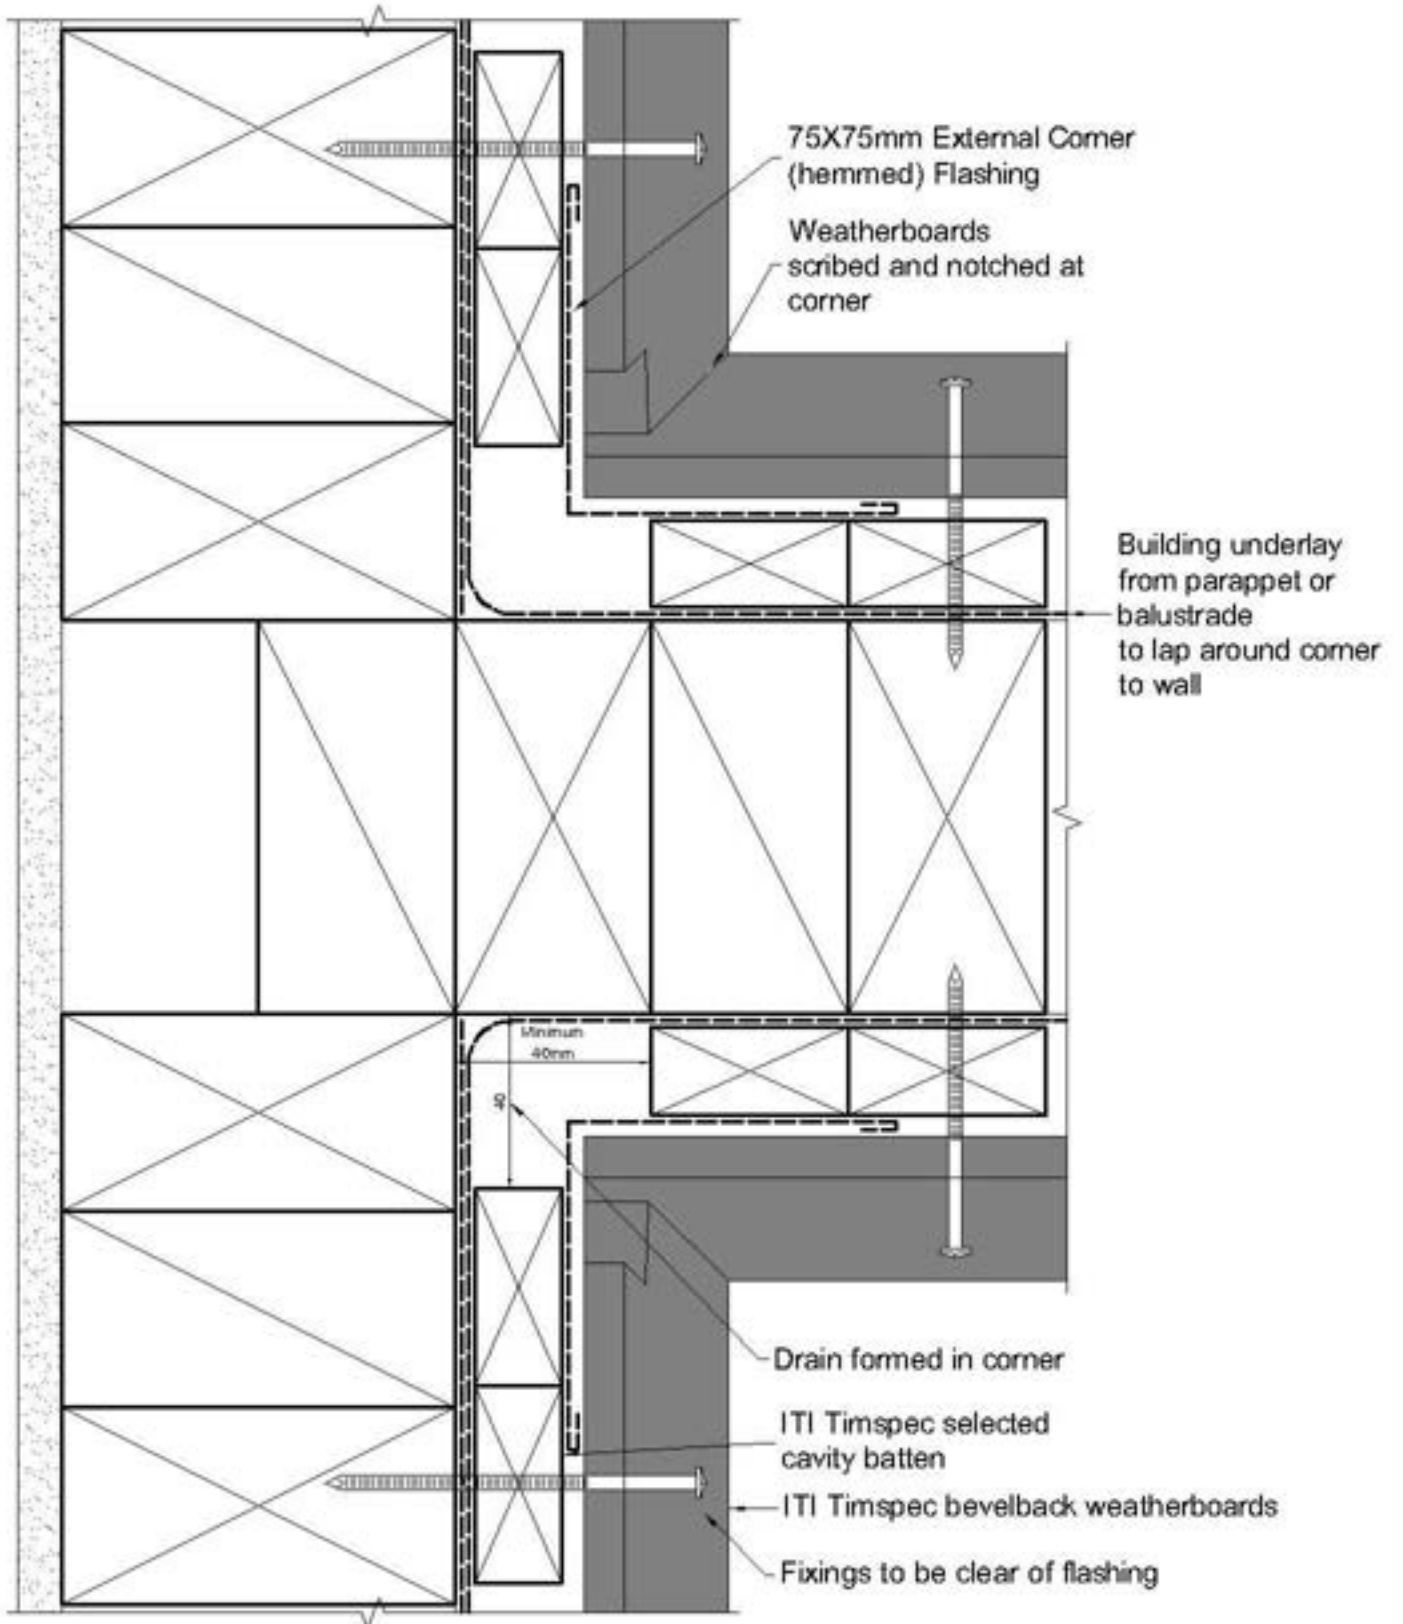 75X75mm External Corner
(hemmed) Flashing
Weatherboards
scribed and notched at
corner
Building underlay
from parappet or
balustrade
to lap around corner
to wall
Minimum
40mm
40
Drain formed in corner
ITI Timspec selected
cavity batten
ITI Timspec bevelback weatherboards
Fixings to be clear of flashing